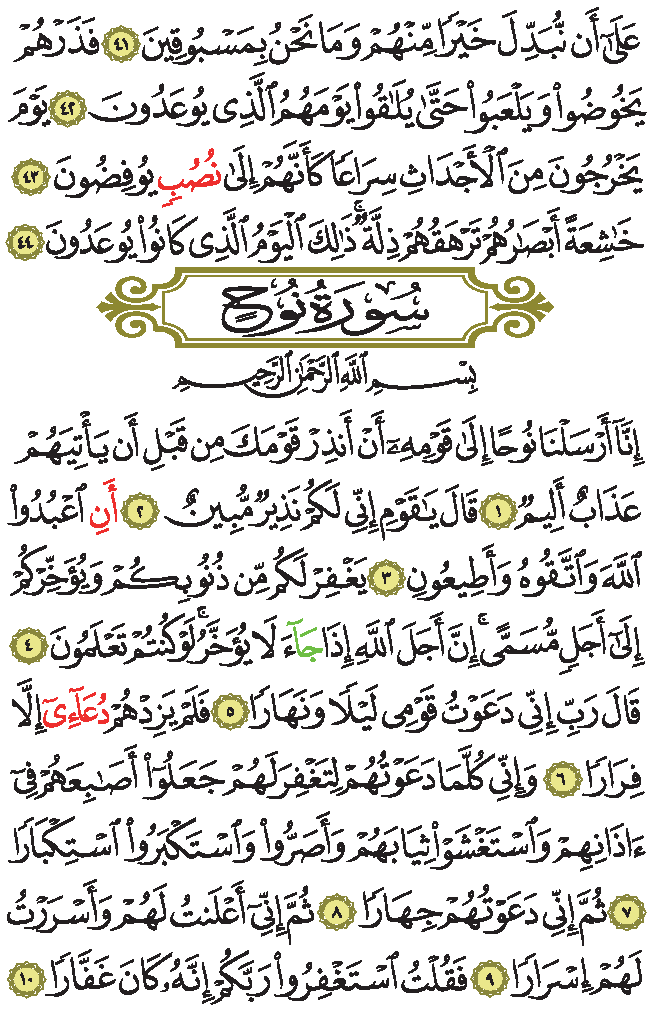 عَلَىٰٓ أَن نُّبَدِّلَ خَيْرًا مِّنْهُمْ وَمَا نَحْنُ بِمَسْبُوقِينَ ٤١ فَذَرْهُمْ
يَخُوضُوا۟ وَيَلْعَبُوا۟ حَتَّىٰ يُلَٰقُوا۟ يَوْمَهُمُ ٱلَّذِى يُوعَدُونَ ٤٢ يَوْمَ
يَخْرُجُونَ مِنَ ٱلْأَجْدَاثِ سِرَاعًا كَأَنَّهُمْ إِلَىٰ نُصُبٍ يُوفِضُونَ ٤٣
خَٰشِعَةً أَبْصَٰرُهُمْ تَرْهَقُهُمْ ذِلَّةٌ ۚ ذَٰلِكَ ٱلْيَوْمُ ٱلَّذِى كَانُوا۟ يُوعَدُونَ ٤٤
سُورَةُ نُوحٍ
بِسْمِ ٱللَّهِ ٱلرَّحْمَٰنِ ٱلرَّحِيمِ
إِنَّآ أَرْسَلْنَا نُوحًا إِلَىٰ قَوْمِهِۦٓ أَنْ أَنذِرْ قَوْمَكَ مِن قَبْلِ أَن يَأْتِيَهُمْ
عَذَابٌ أَلِيمٌ ١ قَالَ يَٰقَوْمِ إِنِّى لَكُمْ نَذِيرٌ مُّبِينٌ ٢ أَنِ ٱعْبُدُوا۟
ٱللَّهَ وَٱتَّقُوهُ وَأَطِيعُونِ ٣ يَغْفِرْ لَكُم مِّن ذُنُوبِكُمْ وَيُؤَخِّرْكُمْ
إِلَىٰٓ أَجَلٍ مُّسَمًّى ۚ إِنَّ أَجَلَ ٱللَّهِ إِذَا جَآءَ لَا يُؤَخَّرُ ۚ لَوْ كُنتُمْ تَعْلَمُونَ ٤
قَالَ رَبِّ إِنِّى دَعَوْتُ قَوْمِى لَيْلًا وَنَهَارًا ٥ فَلَمْ يَزِدْهُمْ دُعَآءِىٓ إِلَّا
فِرَارًا ٦ وَإِنِّى كُلَّمَا دَعَوْتُهُمْ لِتَغْفِرَ لَهُمْ جَعَلُوٓا۟ أَصَٰبِعَهُمْ فِىٓ
ءَاذَانِهِمْ وَٱسْتَغْشَوْا۟ ثِيَابَهُمْ وَأَصَرُّوا۟ وَٱسْتَكْبَرُوا۟ ٱسْتِكْبَارًا
٧ ثُمَّ إِنِّى دَعَوْتُهُمْ جِهَارًا ٨ ثُمَّ إِنِّىٓ أَعْلَنتُ لَهُمْ وَأَسْرَرْتُ
لَهُمْ إِسْرَارًا ٩ فَقُلْتُ ٱسْتَغْفِرُوا۟ رَبَّكُمْ إِنَّهُۥ كَانَ غَفَّارًا ١٠